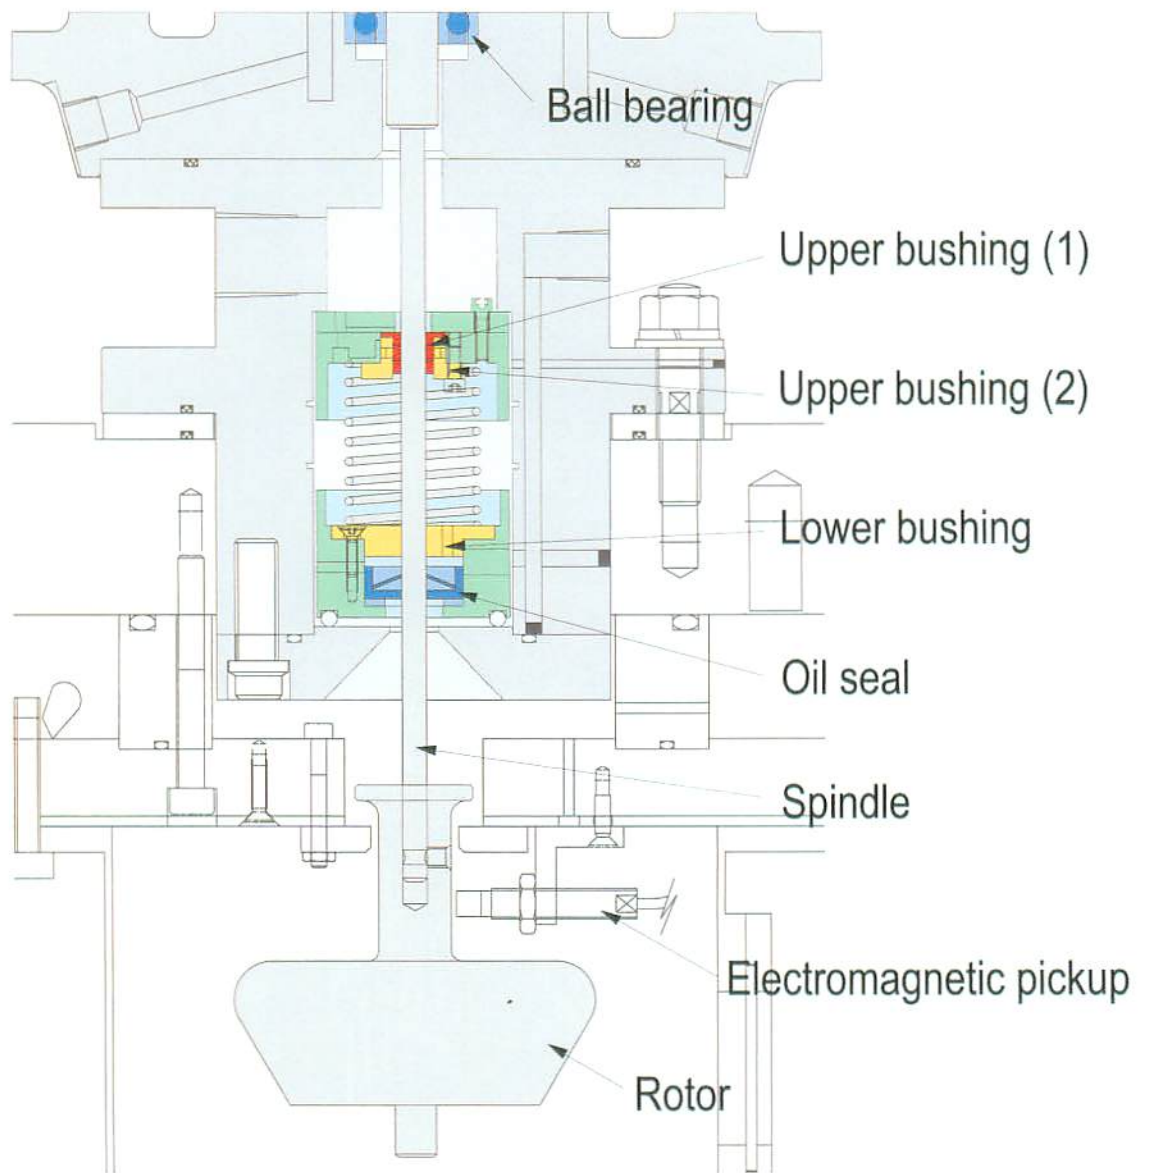 Ball bearing
Upper bushing (1)
Upper bushing (2)
Lower bushing
Oil seal
Spindle
Electromagnetic pickup
Rotor